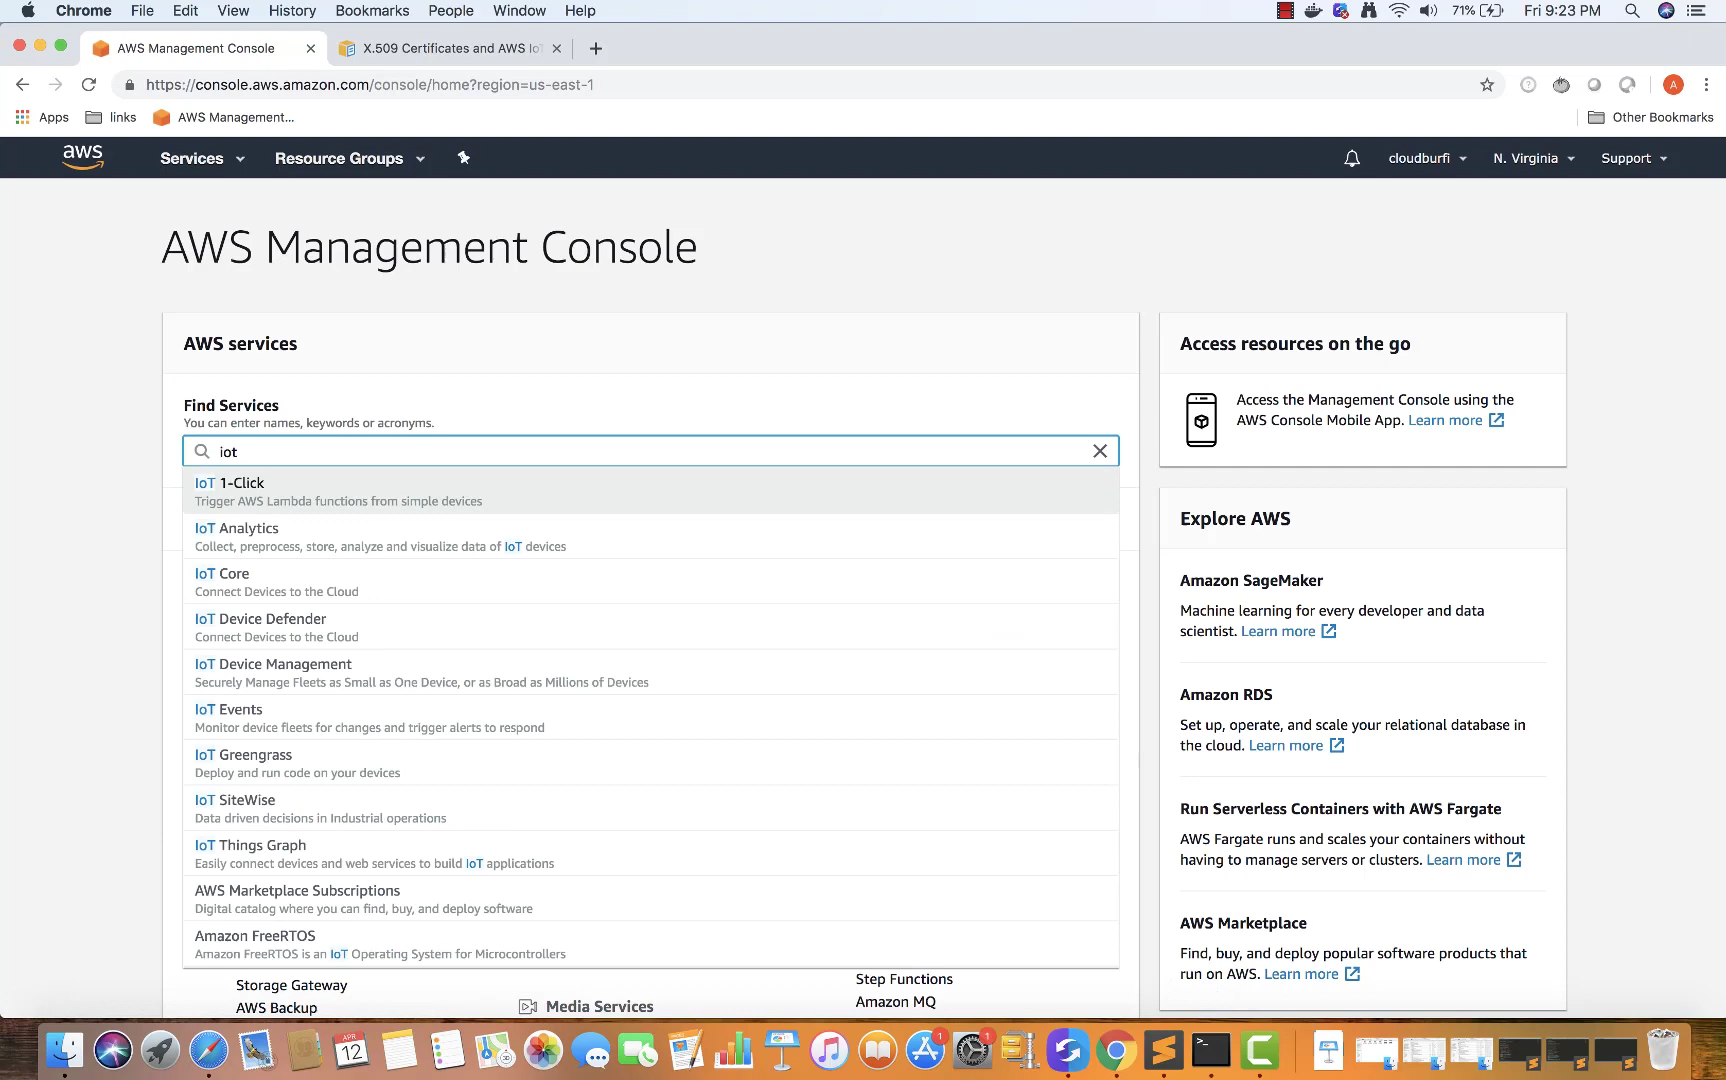 Chrome File Edit View History Bookmarks People Window Help 71% Fri 9:23 PM
AWS Management Console X.509 Certificates and AWS IoT
https://console.aws.amazon.com/console/home?region=us-east-1 A
Apps links AWS Management... Other Bookmarks
aws Services Resource Groups cloudburfi N. Virginia Support
AWS Management Console
AWS services
Find Services
You can enter names, keywords or acronyms.
iot
IoT 1-Click
Trigger AWS Lambda functions from simple devices
IoT Analytics
Collect, preprocess, store, analyze and visualize data of IoT devices
IoT Core
Connect Devices to the Cloud
IoT Device Defender
Connect Devices to the Cloud
IoT Device Management
Securely Manage Fleets as Small as One Device, or as Broad as Millions of Devices
IoT Events
Monitor device fleets for changes and trigger alerts to respond
IoT Greengrass
Deploy and run code on your devices
IoT SiteWise
Data driven decisions in Industrial operations
IoT Things Graph
Easily connect devices and web services to build IoT applications
AWS Marketplace Subscriptions
Digital catalog where you can find, buy, and deploy software
Amazon FreeRTOS
Amazon FreeRTOS is an IoT Operating System for Microcontrollers
Storage Gateway
AWS Backup
Media Services
Step Functions
Amazon MQ
Access resources on the go
Access the Management Console using the
AWS Console Mobile App. Learn more
Explore AWS
Amazon SageMaker
Machine learning for every developer and data
scientist. Learn more
Amazon RDS
Set up, operate, and scale your relational database in
the cloud. Learn more
Run Serverless Containers with AWS Fargate
AWS Fargate runs and scales your containers without
having to manage servers or clusters. Learn more
AWS Marketplace
Find, buy, and deploy popular software products that
run on AWS. Learn more
APR
12
3D
1
1